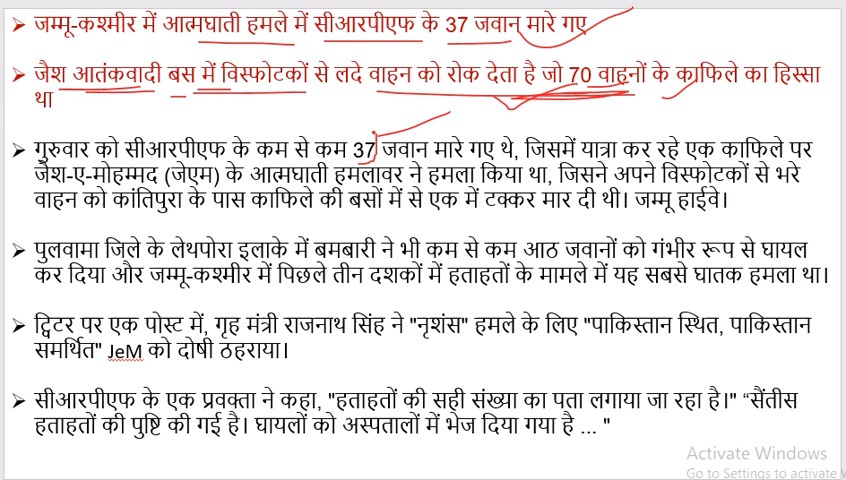 ➢ जम्मू-कश्मीर में आत्मघाती हमले में सीआरपीएफ के 37 जवान मारे गए
➢ जैश आतंकवादी बस में विस्फोटकों से लदे वाहन को रोक देता है जो 70 वाहनों के काफिले का हिस्सा
था
➢ गुरुवार को सीआरपीएफ के कम से कम 37 जवान मारे गए थे, जिसमें यात्रा कर रहे एक काफिले पर
जैश-ए-मोहम्मद (जेएम) के आत्मघाती हमलावर ने हमला किया था, जिसने अपने विस्फोटकों से भरे
वाहन को कांतिपुरा के पास काफिले की बसों में से एक में टक्कर मार दी थी। जम्मू हाईवे।
➢ पुलवामा जिले के लेथपोरा इलाके में बमबारी ने भी कम से कम आठ जवानों को गंभीर रूप से घायल
कर दिया और जम्मू-कश्मीर में पिछले तीन दशकों में हताहतों के मामले में यह सबसे घातक हमला था।
➢ ट्विटर पर एक पोस्ट में, गृह मंत्री राजनाथ सिंह ने "नृशंस" हमले के लिए "पाकिस्तान स्थित, पाकिस्तान
समर्थित" JeM को दोषी ठहराया।
➢ सीआरपीएफ के एक प्रवक्ता ने कहा, "हताहतों की सही संख्या का पता लगाया जा रहा है।" “सैंतीस
हताहतों की पुष्टि की गई है। घायलों को अस्पतालों में भेज दिया गया है ... "
Activate Windows
Go to Settings to activate W